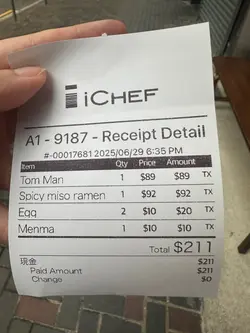 iCHEF
A1 - 9187 - Receipt Detail
#-00017681 2025/06/29 6:35 PM
Item Qty Price Amount
Tom Man 1 $89 $89 TX
Spicy miso ramen 1 $92 $92 TX
Egg 2 $10 $20 TX
Menma 1 $10 $10 TX
Total $211
現金 $211
Paid Amount $211
Change $0